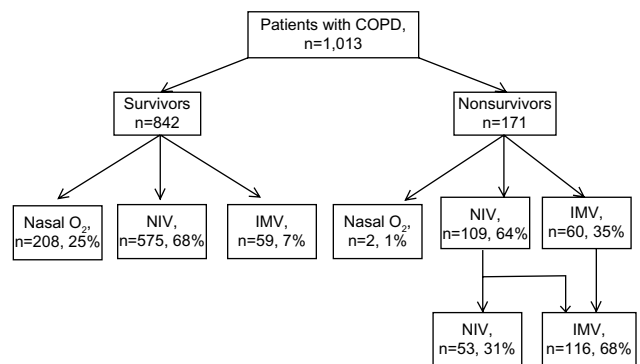 Patients with COPD,
n=1,013
Survivors
n=842
Nonsurvivors
n=171
Nasal O₂,
n=208, 25%
NIV,
n=575, 68%
IMV,
n=59, 7%
Nasal O₂,
n=2, 1%
NIV,
n=109, 64%
IMV,
n=60, 35%
NIV,
n=53, 31%
IMV,
n=116, 68%